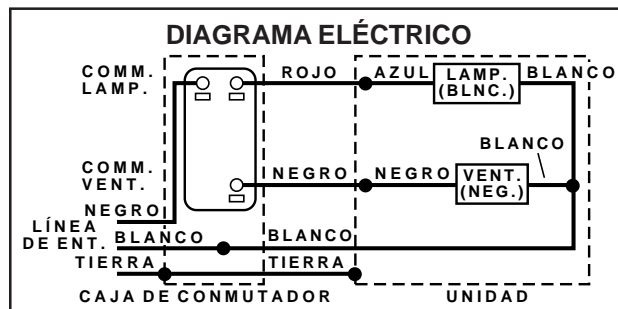 DIAGRAMA ELÉCTRICO
COMM.
LAMP.
ROJO
AZUL
LAMP.
(BLNC.)
BLANCO
BLANCO
COMM.
VENT.
NEGRO
NEGRO
VENT.
(NEG.)
NEGRO
LÍNEA
DE ENT.
BLANCO
BLANCO
TIERRA
TIERRA
CAJA DE CONMUTADOR
UNIDAD